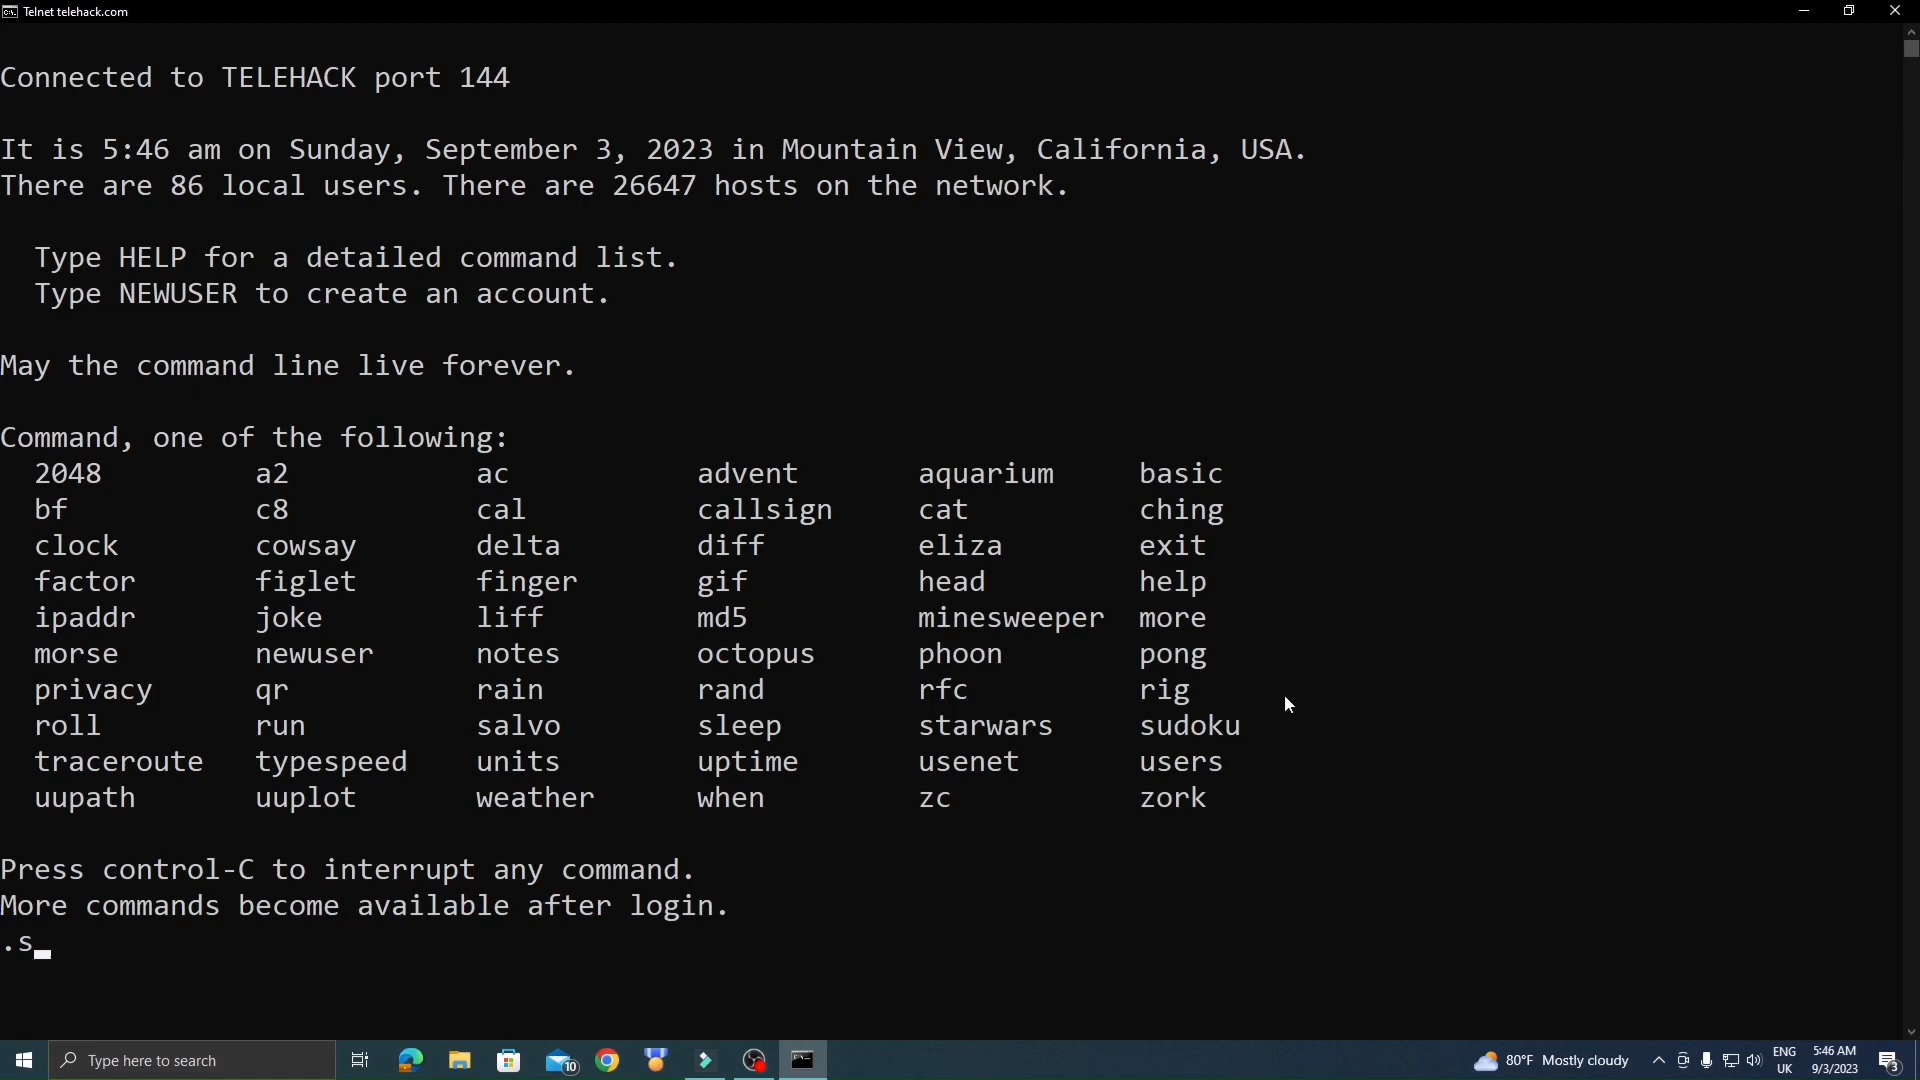 Telnet telehack.com
Connected to TELEHACK port 144
It is 5:46 am on Sunday, September 3, 2023 in Mountain View, California, USA.
There are 86 local users. There are 26647 hosts on the network.
Type HELP for a detailed command list.
Type NEWUSER to create an account.
May the command line live forever.
Command, one of the following:
2048 a2 ac advent aquarium basic
bf c8 cal callsign cat ching
clock cowsay delta diff eliza exit
factor figlet finger gif head help
ipaddr joke liff md5 minesweeper more
morse newuser notes octopus phoon pong
privacy qr rain rand rfc rig
roll run salvo sleep starwars sudoku
traceroute typespeed units uptime usenet users
uupath uuplot weather when zc zork
Press control-C to interrupt any command.
More commands become available after login.
.s_
Type here to search
10
80°F Mostly cloudy
ENG
UK
5:46 AM
9/3/2023
3